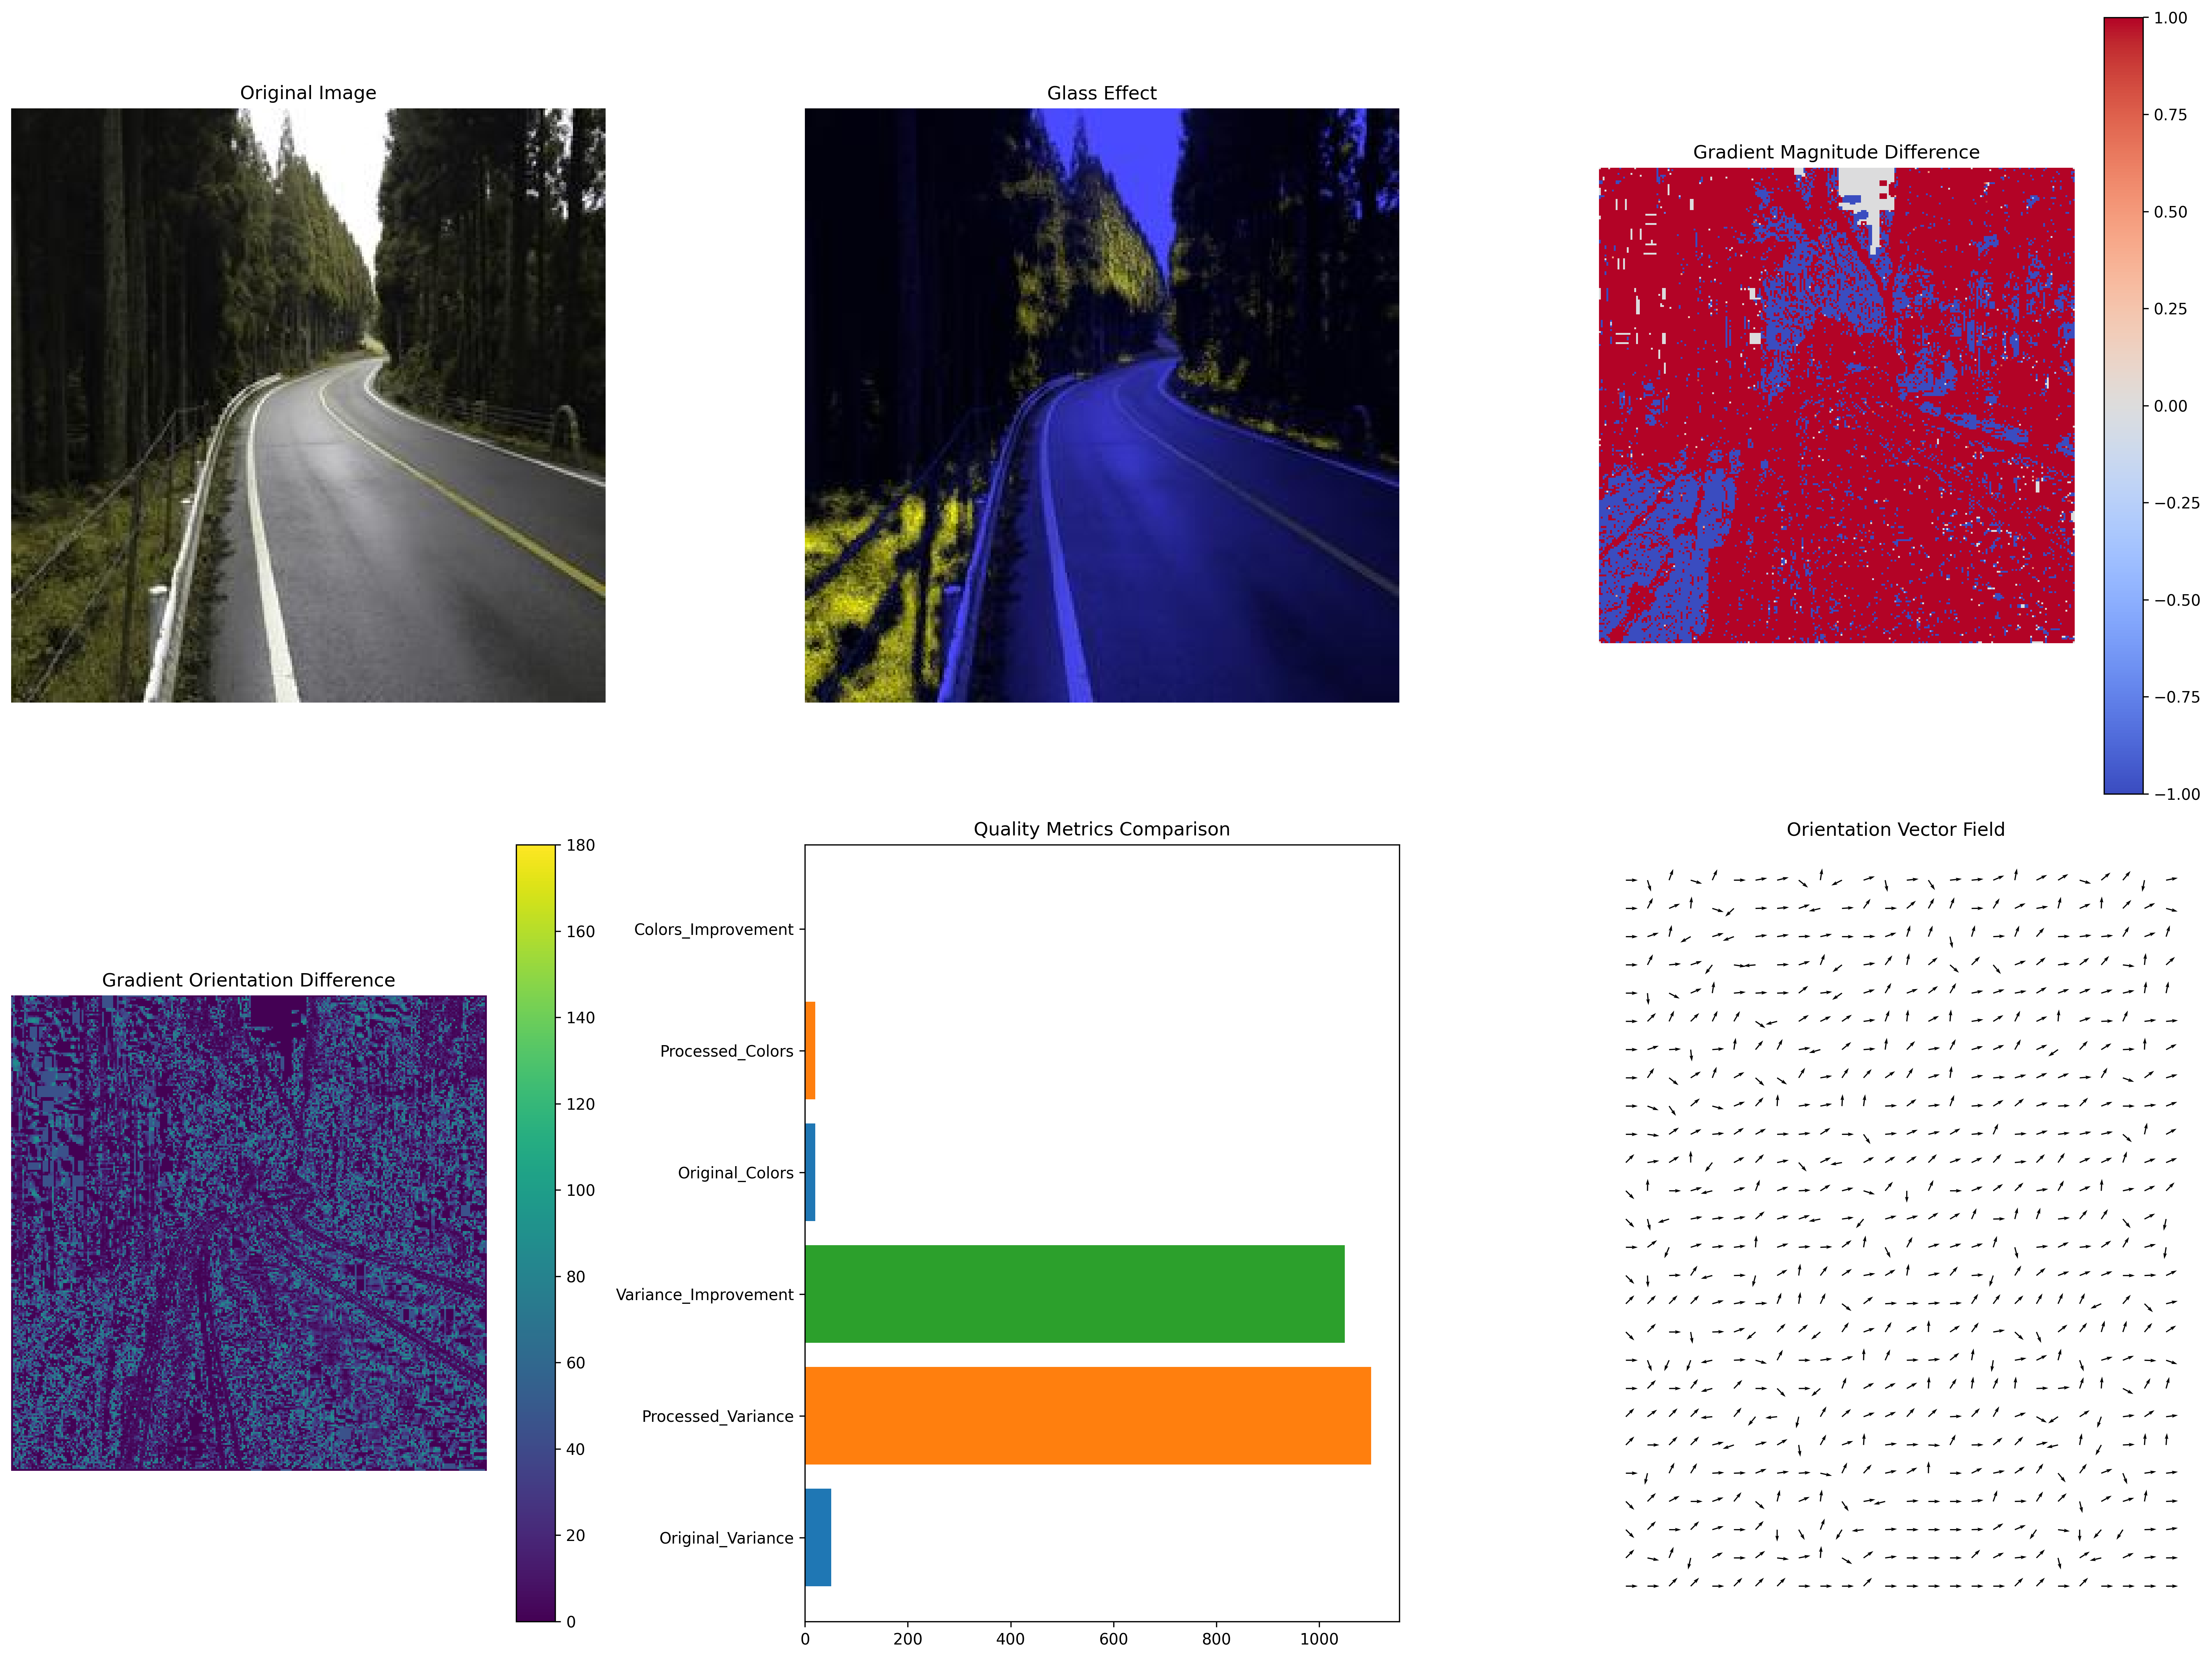 Original Image
Glass Effect
Gradient Magnitude Difference
1.00
0.75
0.50
0.25
0.00
−0.25
−0.50
−0.75
−1.00
Gradient Orientation Difference
180
160
140
120
100
80
60
40
20
0
Quality Metrics Comparison
Colors_Improvement
Processed_Colors
Original_Colors
Variance_Improvement
Processed_Variance
Original_Variance
0 200 400 600 800 1000
Orientation Vector Field